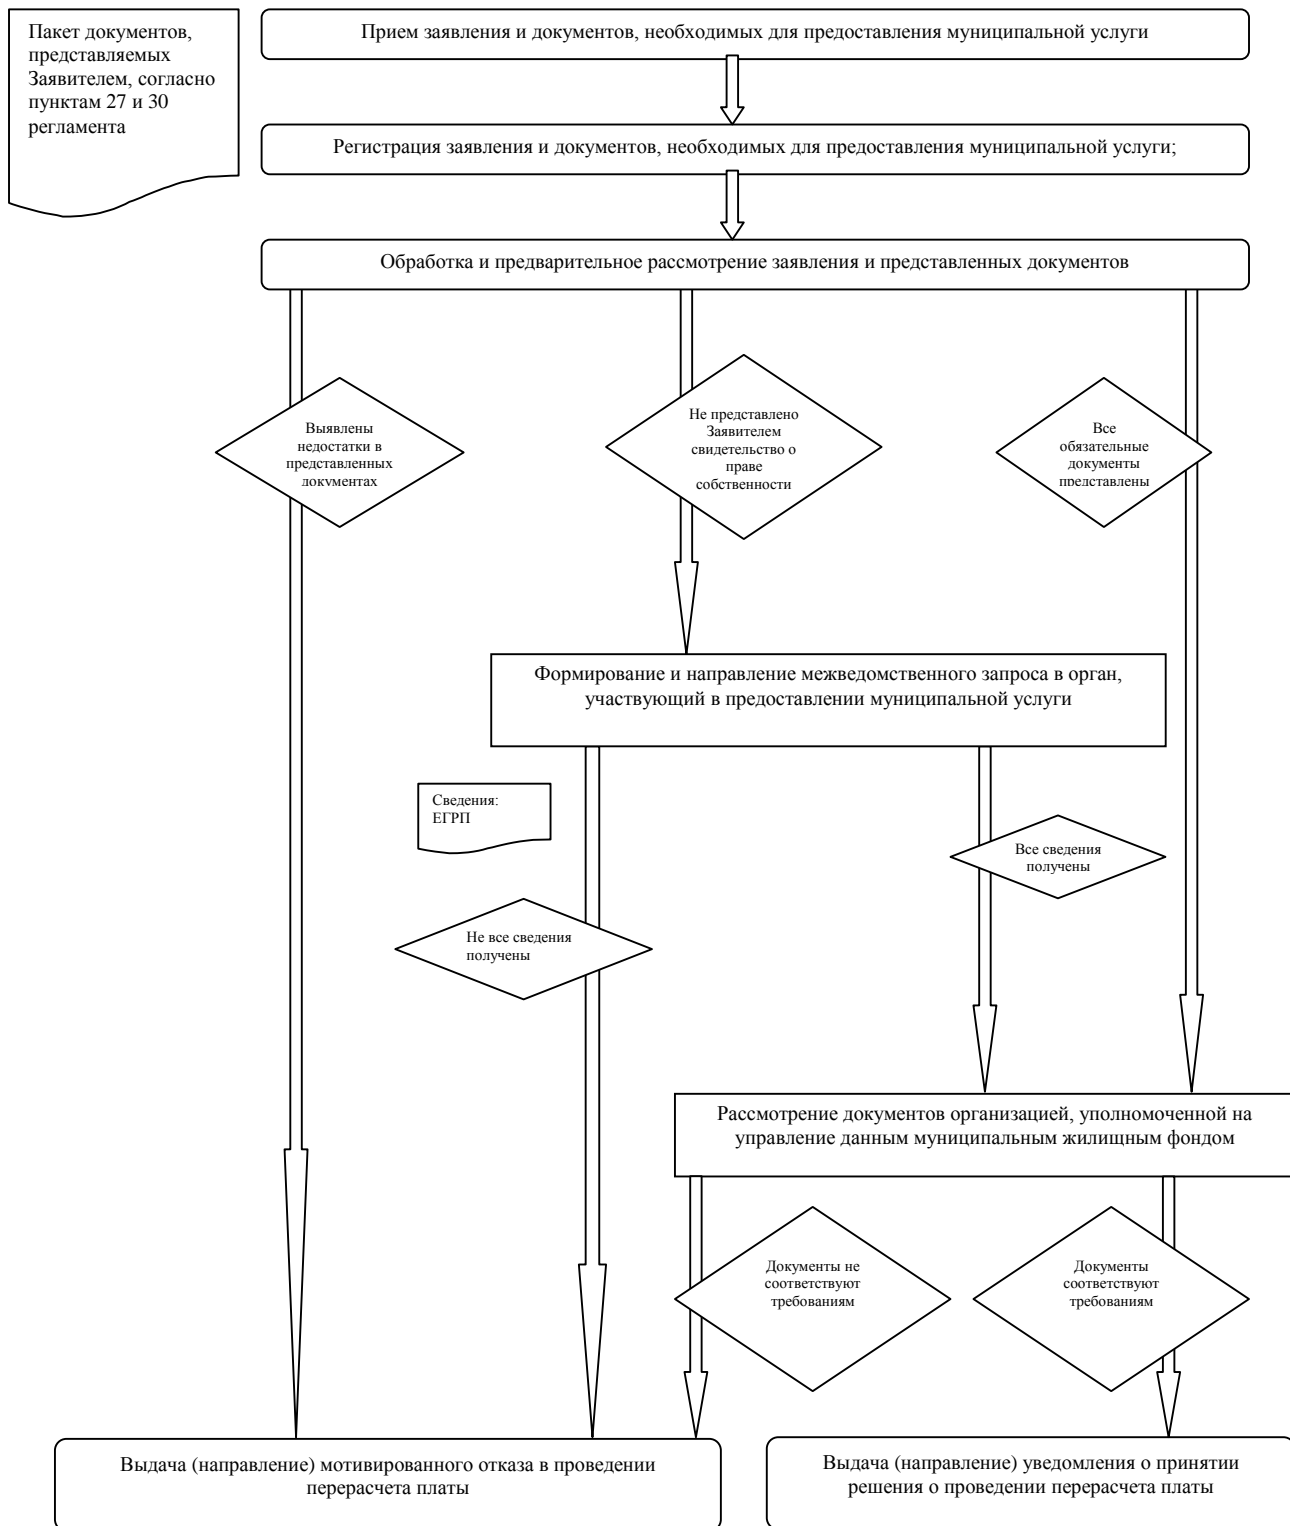 Пакет документов,
представляемых
Заявителем, согласно
пунктам 27 и 30
регламента
Прием заявления и документов, необходимых для предоставления муниципальной услуги
Регистрация заявления и документов, необходимых для предоставления муниципальной услуги;
Обработка и предварительное рассмотрение заявления и представленных документов
Выявлены
недостатки в
представленных
документах
Не представлено
Заявителем
свидетельство о
праве
собственности
Все
обязательные
документы
представлены
Формирование и направление межведомственного запроса в орган,
участвующий в предоставлении муниципальной услуги
Сведения:
ЕГРП
Все сведения
получены
Не все сведения
получены
Рассмотрение документов организацией, уполномоченной на
управление данным муниципальным жилищным фондом
Документы не
соответствуют
требованиям
Документы
соответствуют
требованиям
Выдача (направление) мотивированного отказа в проведении
перерасчета платы
Выдача (направление) уведомления о принятии
решения о проведении перерасчета платы